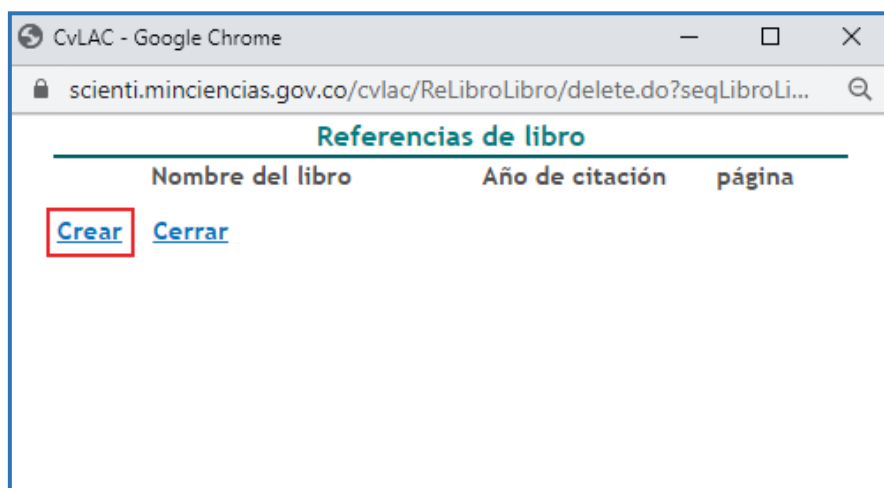 CvLAC - Google Chrome
scienti.minciencias.gov.co/cvlac/ReLibroLibro/delete.do?seqLibroLi...
Referencias de libro
Nombre del libro Año de citación página
Crear Cerrar